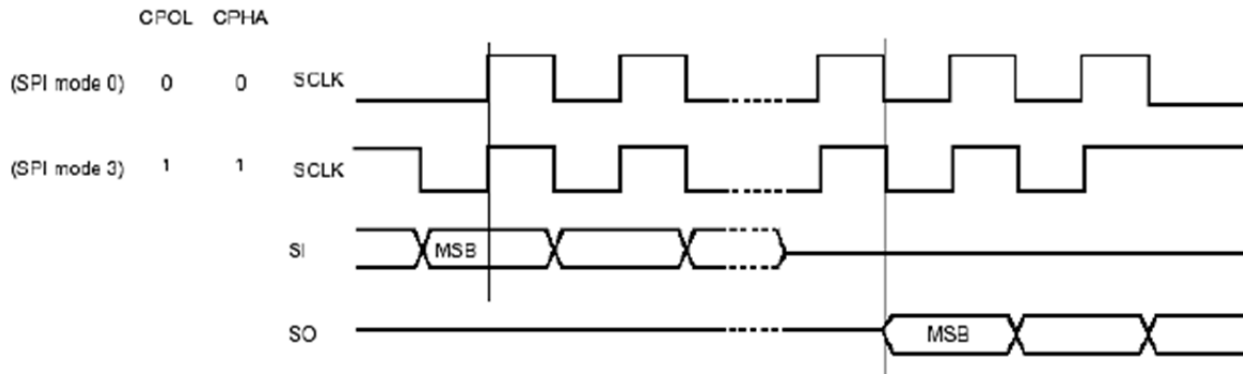 CPOL CPHA
(SPI mode 0) 0 0 SCLK
(SPI mode 3) 1 1 SCLK
SI MSB
SO MSB